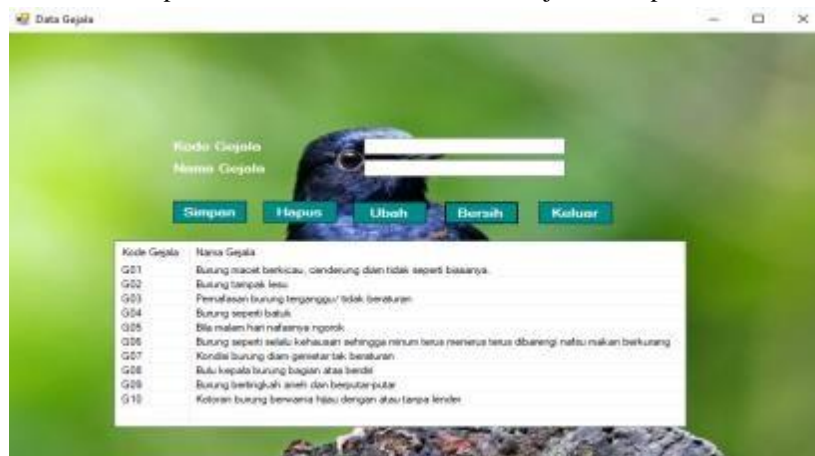 Data Gejala
Kode Gejala
Nama Gejala
Simpan Hapus Ubah Bersih Keluar
Kode Gejala Nama Gejala
G01 Burung macet berkicau, cenderung diam tidak seperti biasanya.
G02 Burung tampak lesu
G03 Pernafasan burung terganggu/ tidak beraturan
G04 Burung seperti batuk
G05 Bila malam hari nafasnya ngorok
G06 Burung seperti selalu kehausan sehingga minum terus menerus terus dibarengi nafsu makan berkurang
G07 Kondisi burung diam gemetar tak beraturan
G08 Bulu kepala burung bagian atas berdiri
G09 Burung bertingkah aneh dan berputar-putar
G10 Kotoran burung berwarna hijau dengan atau tanpa lender